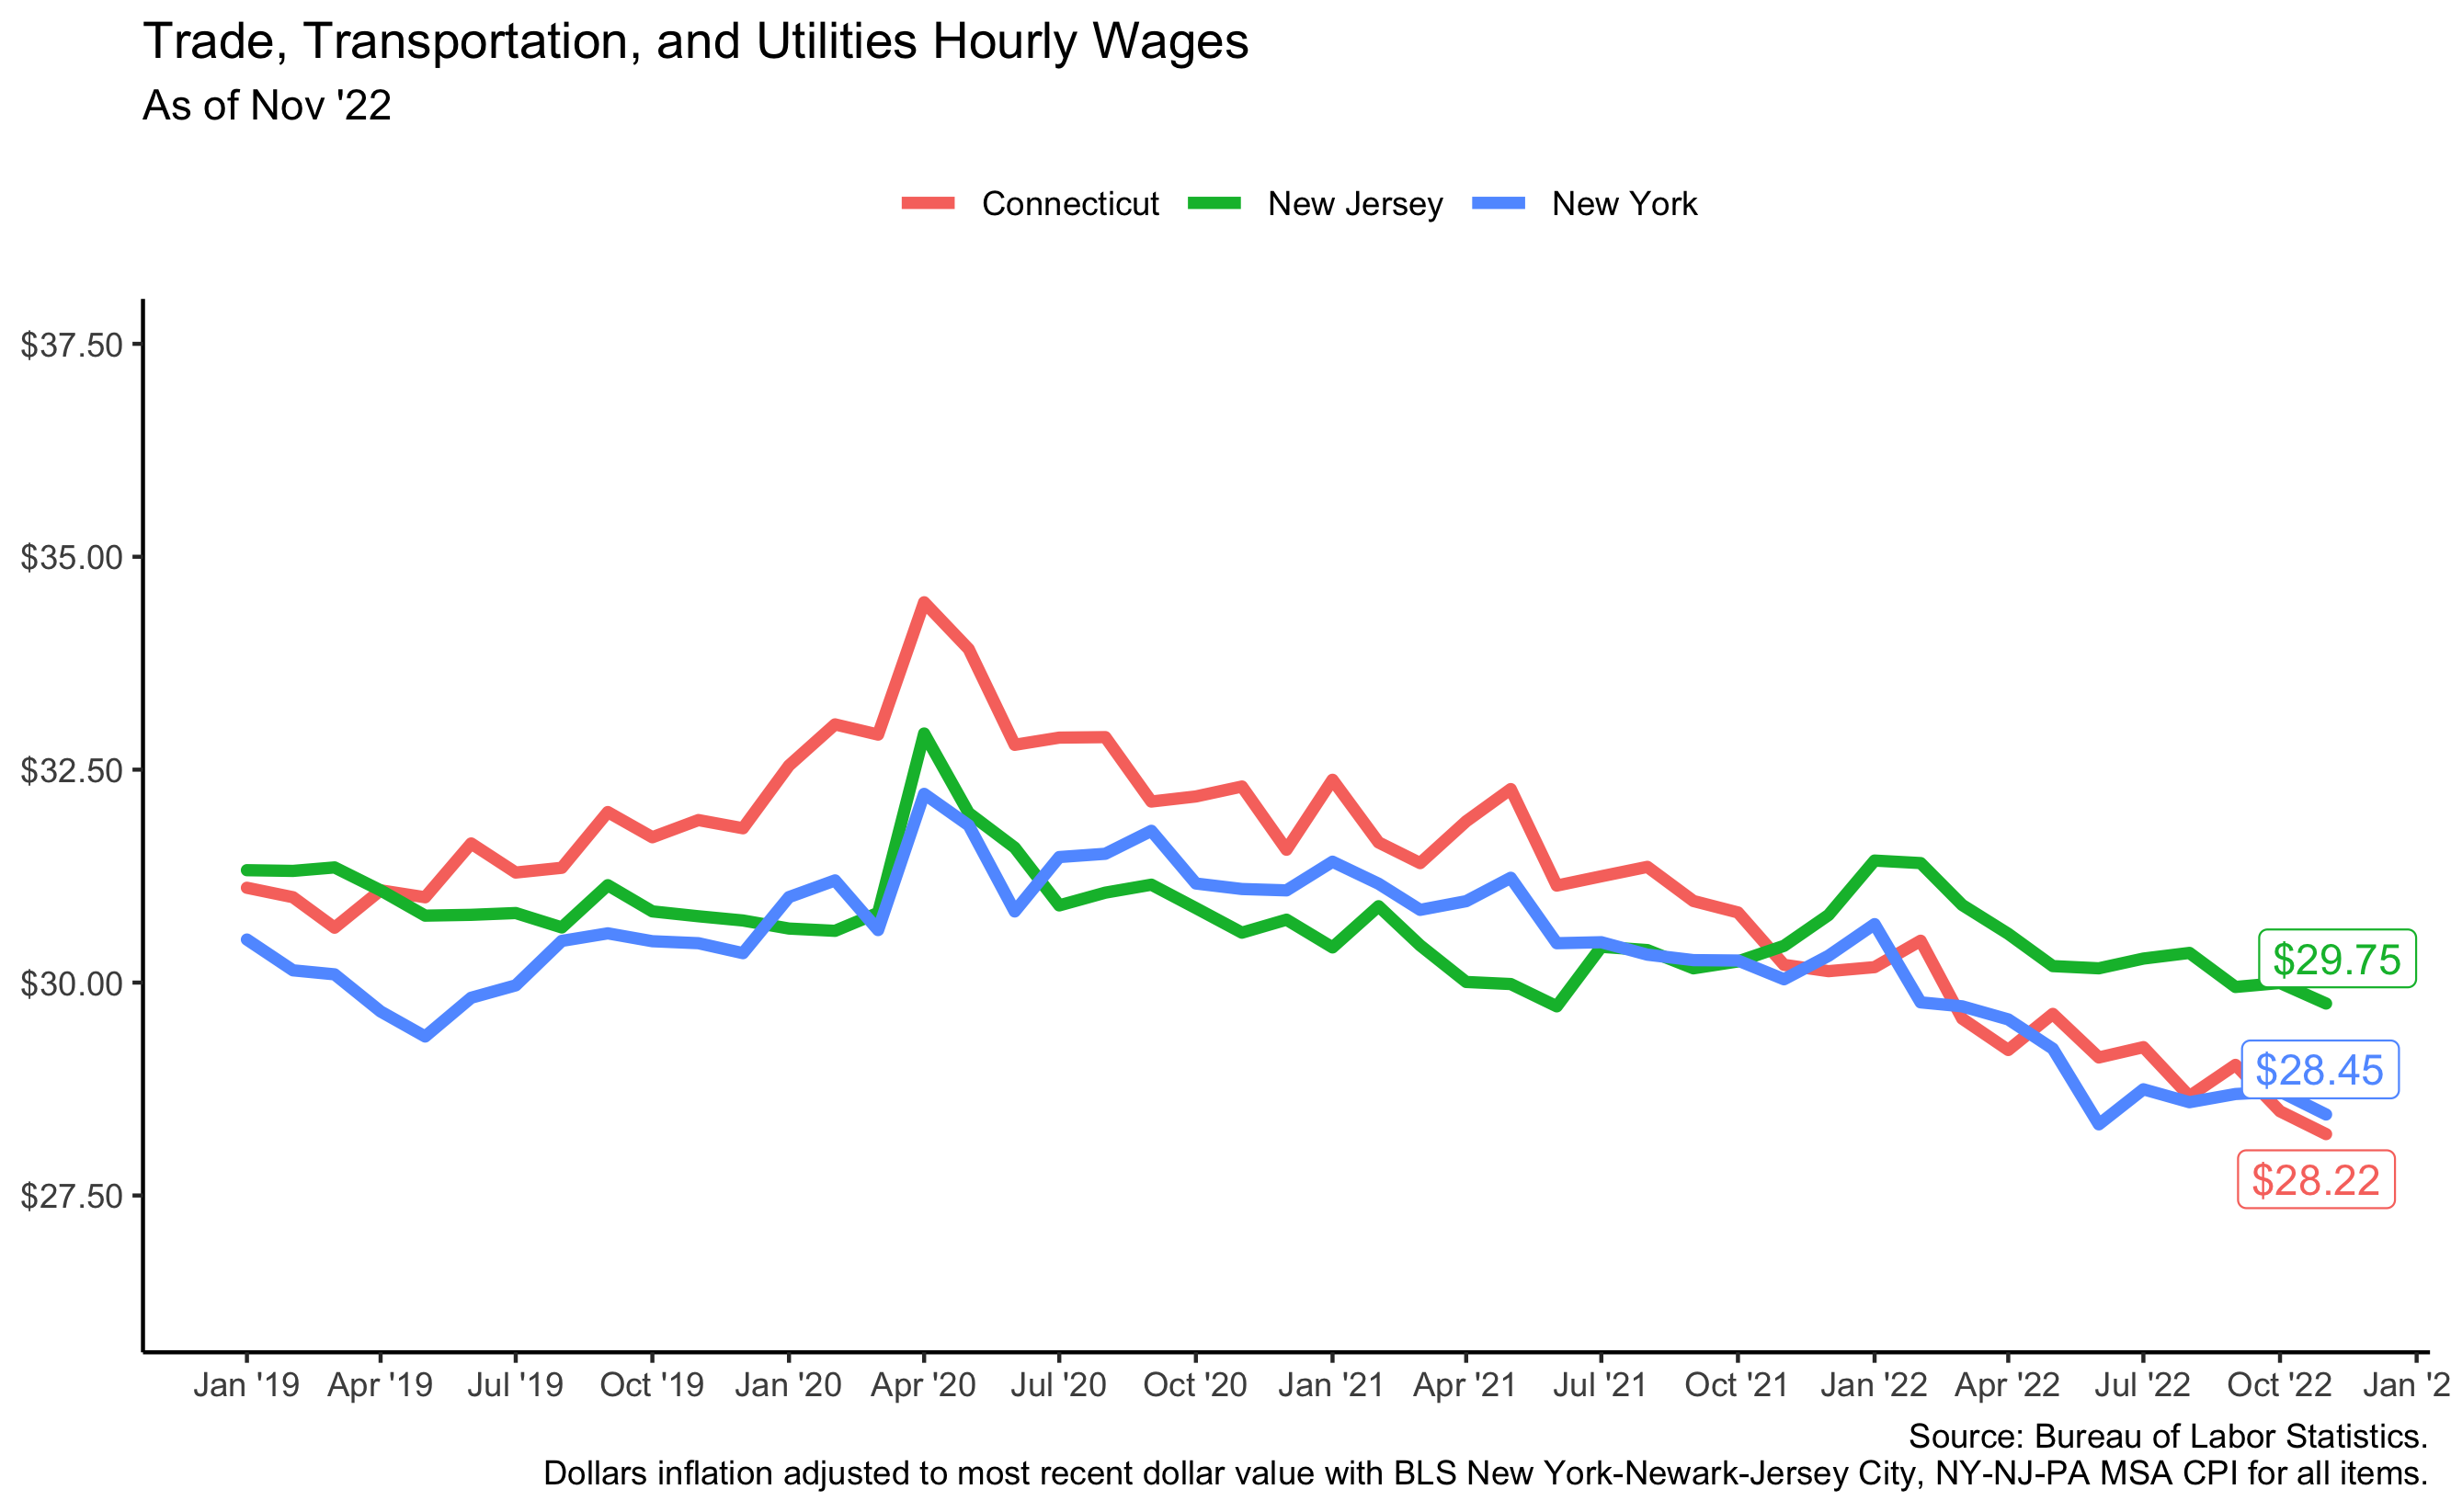 Trade, Transportation, and Utilities Hourly Wages
As of Nov '22
Connecticut New Jersey New York
$37.50
$35.00
$32.50
$30.00
$27.50
$29.75
$28.45
$28.22
Jan '19 Apr '19 Jul '19 Oct '19 Jan '20 Apr '20 Jul '20 Oct '20 Jan '21 Apr '21 Jul '21 Oct '21 Jan '22 Apr '22 Jul '22 Oct '22 Jan '2
Source: Bureau of Labor Statistics.
Dollars inflation adjusted to most recent dollar value with BLS New York-Newark-Jersey City, NY-NJ-PA MSA CPI for all items.